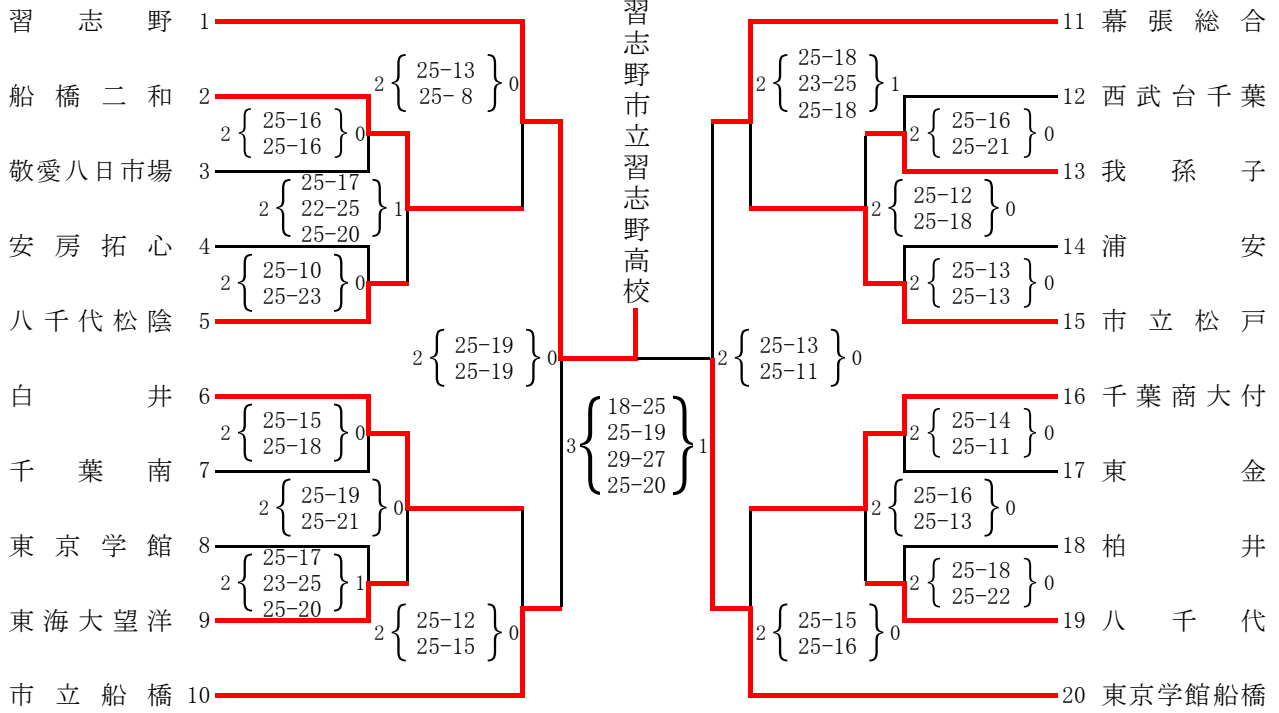 習志野 1
船橋二和 2
敬愛八日市場 3
安房拓心 4
八千代松陰 5
白井 6
千葉南 7
東京学館 8
東海大望洋 9
市立船橋 10
2 25-13 0
25- 8
2 25-16 0
25-16
2 25-17 1
22-25
25-20
2 25-10 0
25-23
2 25-19 0
25-19
2 25-15 0
25-18
2 25-19 0
25-21
2 25-17 1
23-25
25-20
2 25-12 0
25-15
習志野市立習志野高校
3 18-25 1
25-19
29-27
25-20
2 25-18 1
23-25
25-18
2 25-16 0
25-21
2 25-12 0
25-18
2 25-13 0
25-13
2 25-13 0
25-11
2 25-14 0
25-11
2 25-16 0
25-13
2 25-18 0
25-22
2 25-15 0
25-16
11 幕張総合
12 西武台千葉
13 我孫子
14 浦安
15 市立松戸
16 千葉商大付
17 東金
18 柏井
19 八千代
20 東京学館船橋